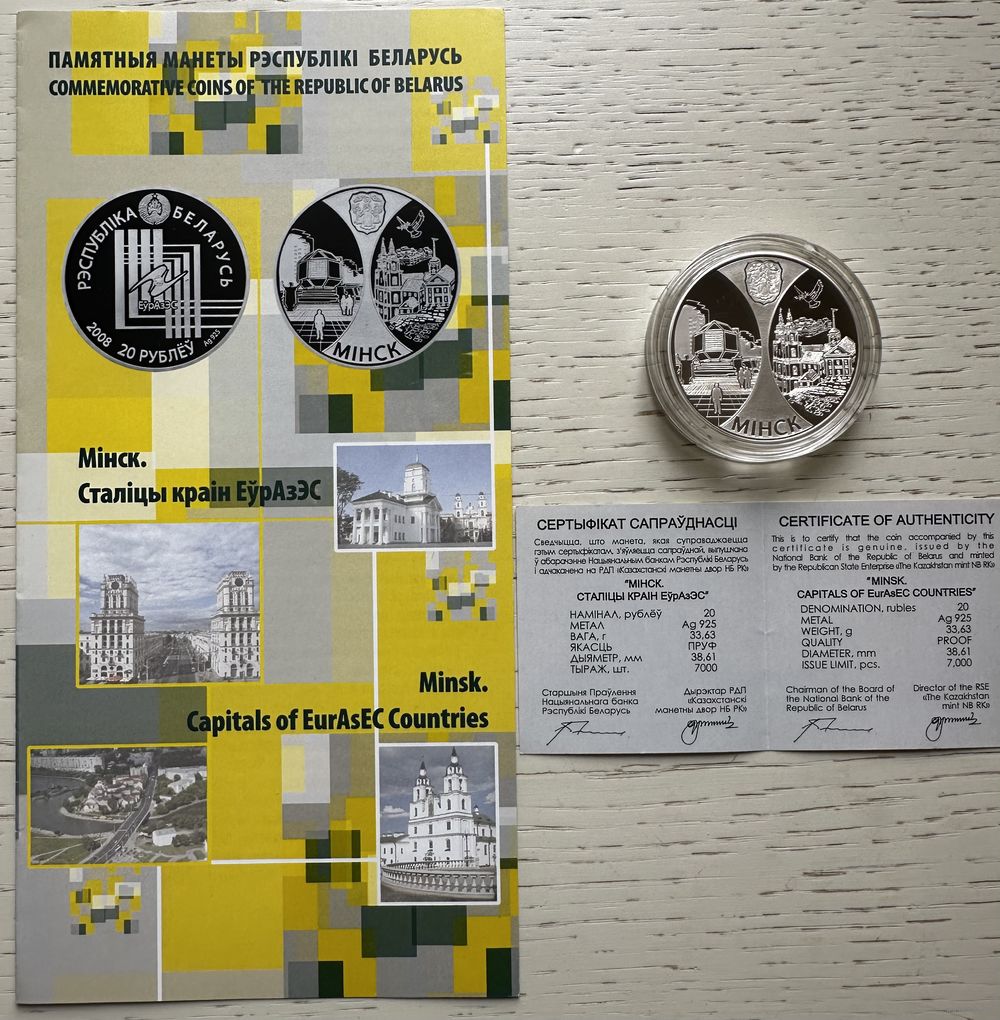 ПАМЯТНЫЯ МАНЕТЫ РЭСПУБЛІКІ БЕЛАРУСЬ
COMMEMORATIVE COINS OF THE REPUBLIC OF BELARUS
РЭСПУБЛІКА БЕЛАРУСЬ
ЕўрАзЭС
2008 20 РУБЛЁЎ Ag 925
МІНСК
Мінск.
Сталіцы краін ЕўрАзЭС
Minsk.
Capitals of EurAsEC Countries
МІНСК
СЕРТЫФІКАТ САПРАЎДНАСЦІ
Сведчыцца, што манета, якая суправаджаецца
гэтым сертыфікатам, з'яўляецца сапраўднай, выпушчана
ў абарачэнне Нацыянальным банкам Рэспублікі Беларусь
і адчаканена на РДП «Казахстанскі манетны двор НБ РК»
"МІНСК.
СТАЛІЦЫ КРАІН ЕўрАзЭС"
НАМІНАЛ, рублёў 20
МЕТАЛ Ag 925
ВАГА, г 33,63
ЯКАСЦЬ ПРУФ
ДЫЯМЕТР, мм 38,61
ТЫРАЖ, шт. 7000
Старшыня Праўлення
Нацыянальнага банка
Рэспублікі Беларусь
Дырэктар РДП
«Казахстанскі
манетны двор НБ РК»
CERTIFICATE OF AUTHENTICITY
This is to certify that the coin accompanied by this
certificate is genuine, issued by the
National Bank of the Republic of Belarus and minted
by the Republican State Enterprise «The Kazakhstan mint NB RK»
"MINSK.
CAPITALS OF EurAsEC COUNTRIES"
DENOMINATION, rubles 20
METAL Ag 925
WEIGHT, g 33,63
QUALITY PROOF
DIAMETER, mm 38,61
ISSUE LIMIT, pcs. 7,000
Chairman of the Board of
the National Bank of the
Republic of Belarus
Director of the RSE
«The Kazakhstan
mint NB RK»